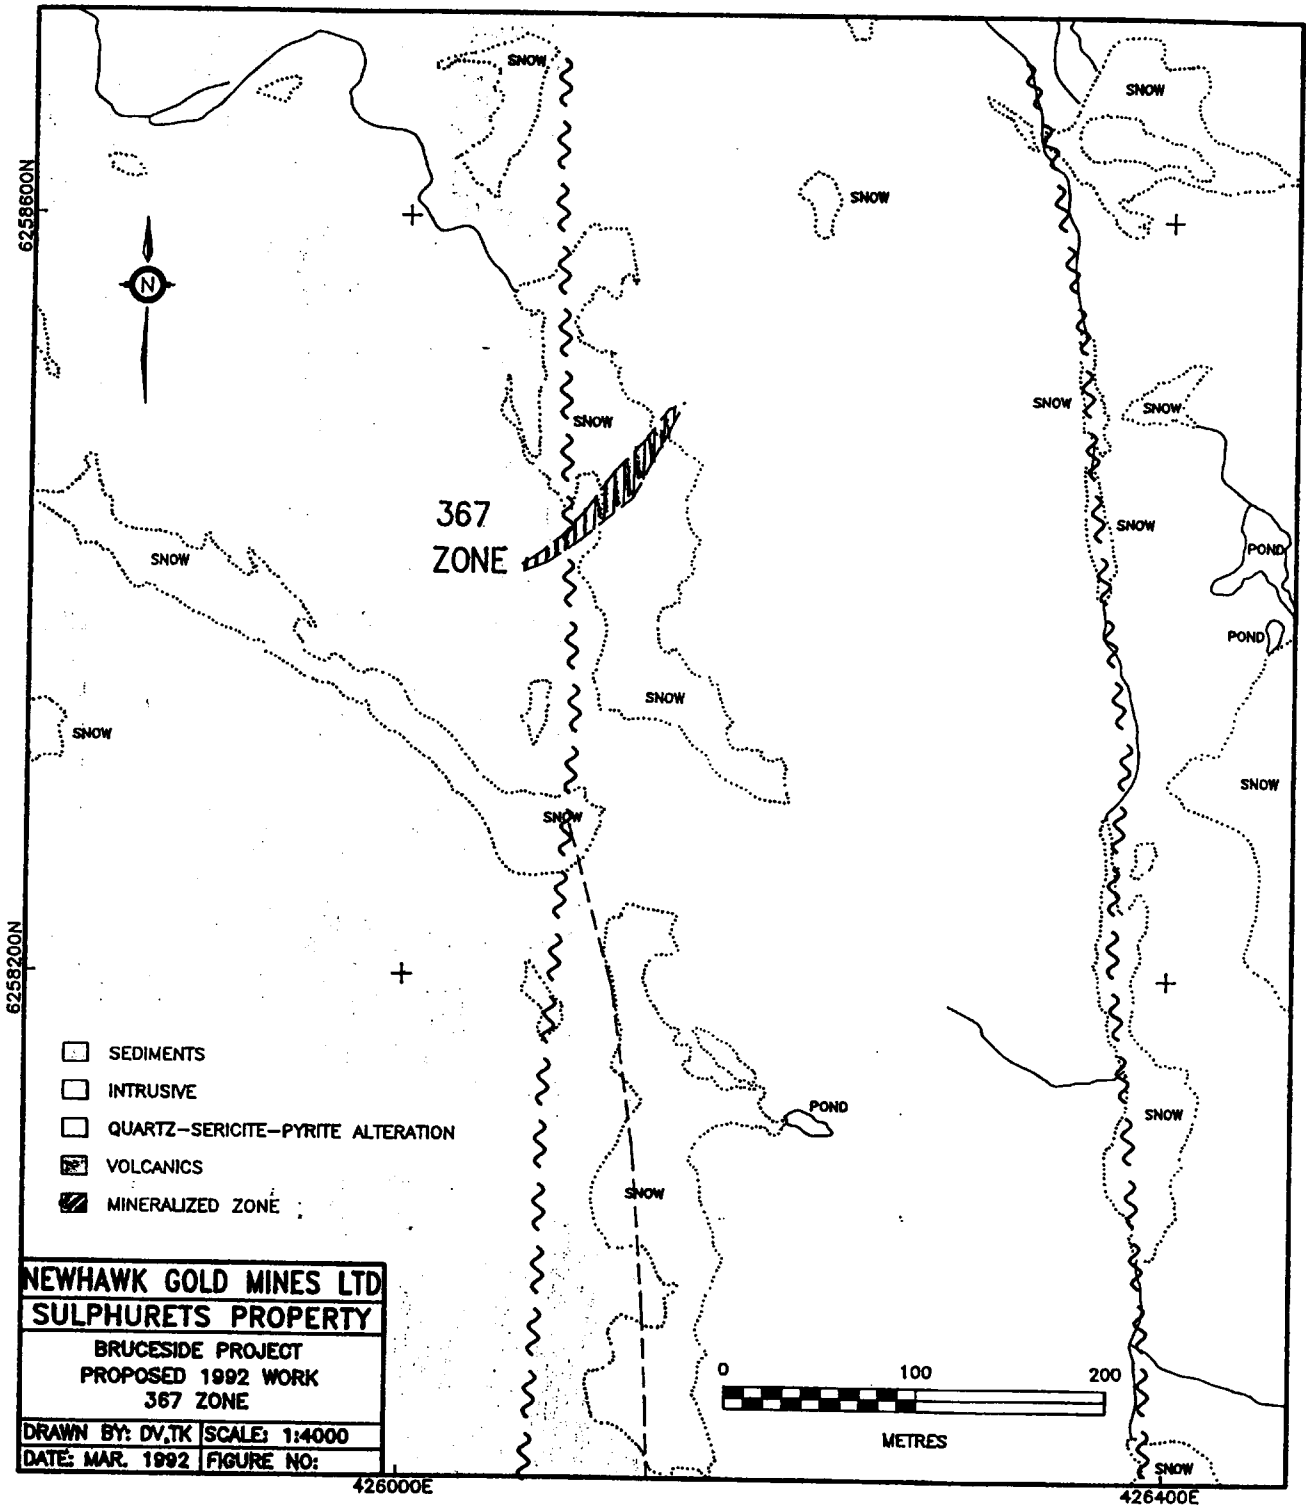 SNOW
SNOW
SNOW
6258600N
N
SNOW
SNOW
SNOW
367
ZONE
SNOW
POND
SNOW
POND
SNOW
SNOW
SNOW
SNOW
6258200N
SEDIMENTS
INTRUSIVE
QUARTZ-SERICITE-PYRITE ALTERATION
VOLCANICS
MINERALIZED ZONE
POND
SNOW
SNOW
NEWHAWK GOLD MINES LTD
SULPHURETS PROPERTY
BRUCESIDE PROJECT
PROPOSED 1992 WORK
367 ZONE
DRAWN BY: DV,TK SCALE: 1:4000
DATE: MAR. 1992 FIGURE NO:
0 100 200
METRES
SNOW
426000E
426400E